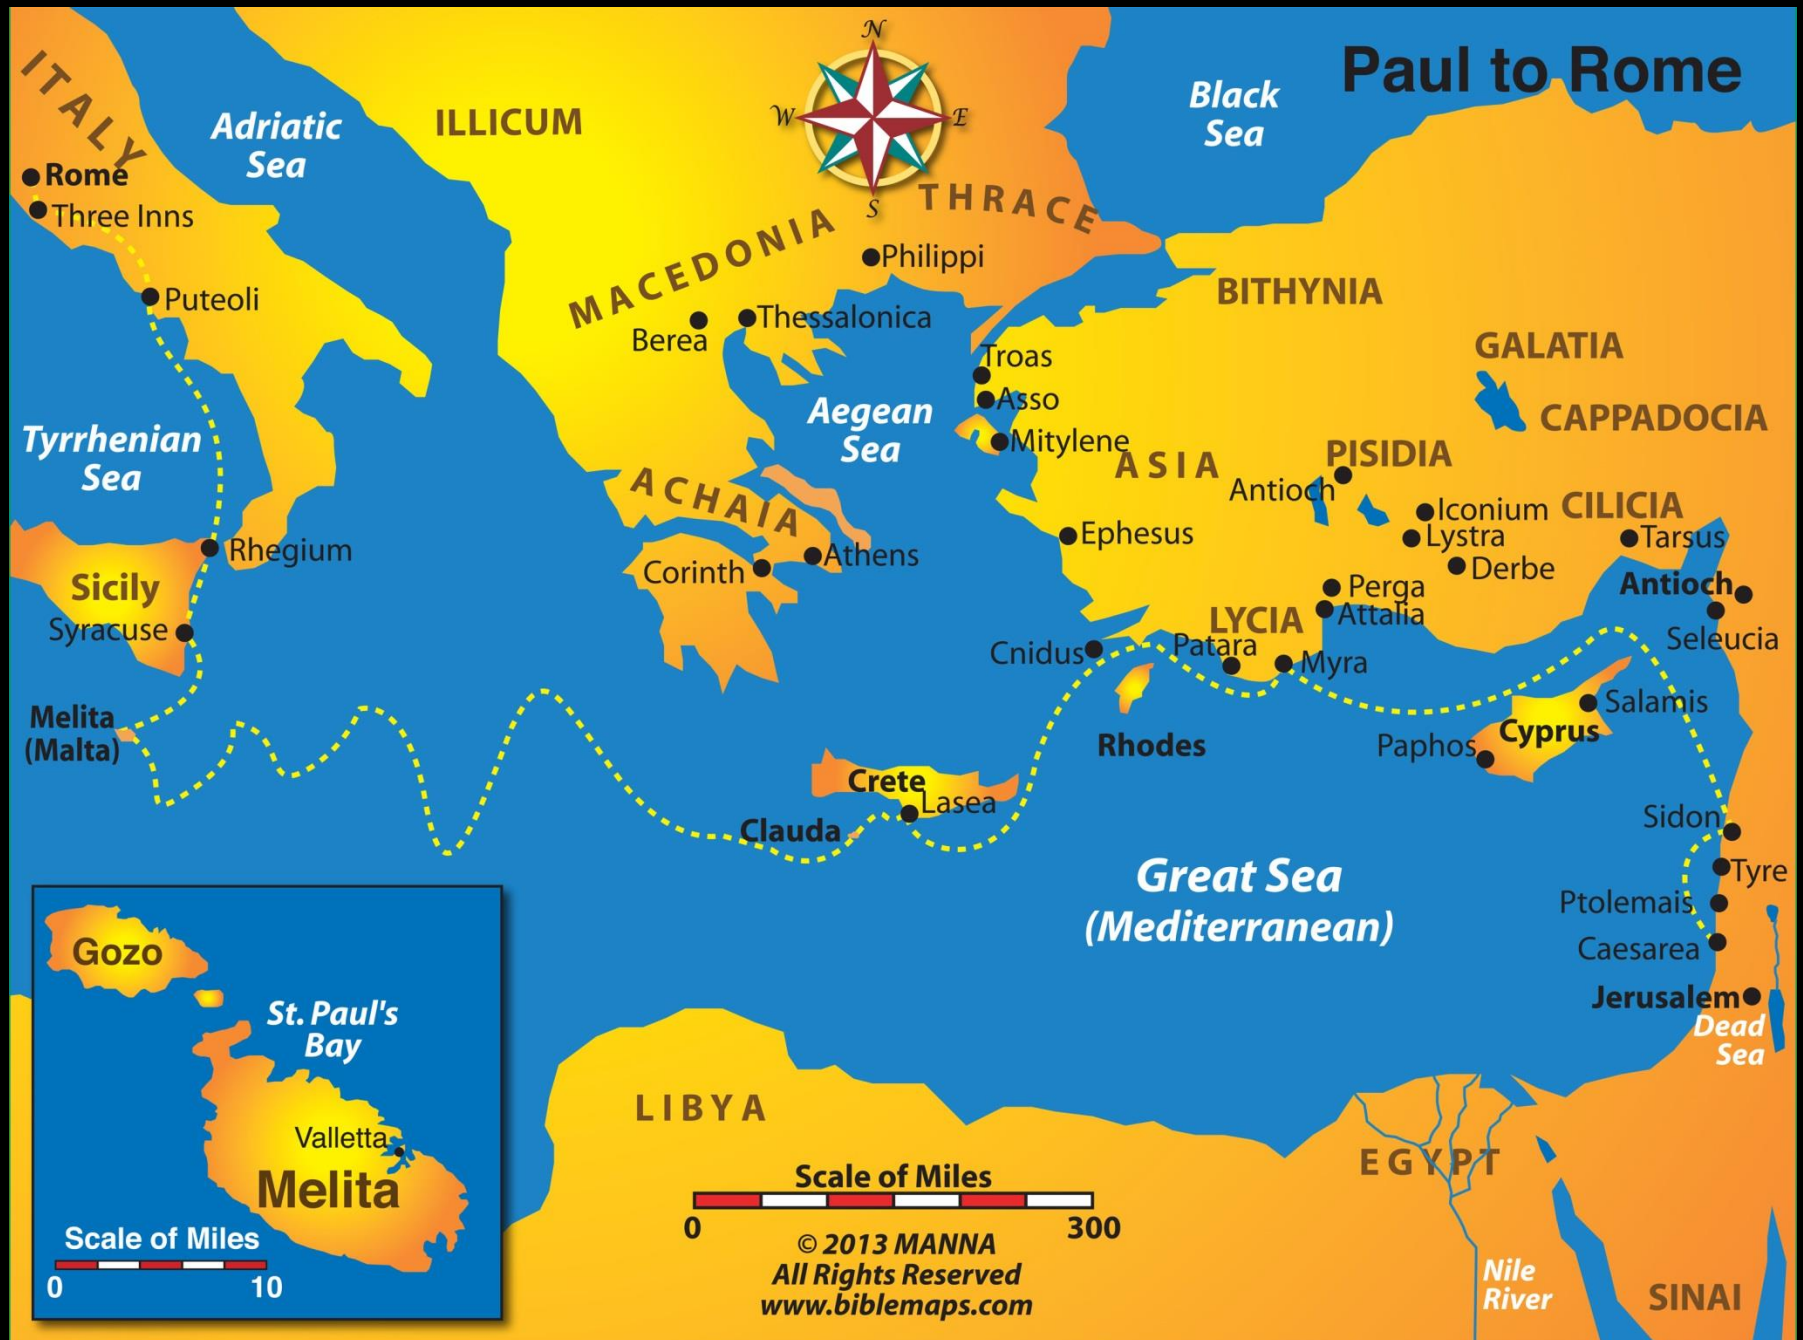 Paul to Rome
N
W
E
S
ITALY
Adriatic
Sea
ILLICUM
Black
Sea
Rome
Three Inns
THRACE
MACEDONIA
Philippi
Puteoli
BITHYNIA
Thessalonica
Berea
GALATIA
Troas
Asso
Aegean
Sea
CAPPADOCIA
Tyrrhenian
Sea
Mitylene
ASIA
PISIDIA
Antioch
ACHAIA
Iconium
CILICIA
Lystra
Tarsus
Ephesus
Rhegium
Athens
Corinth
Derbe
Sicily
Perga
Antioch
Attalia
LYCIA
Syracuse
Seleucia
Cnidus
Patara
Myra
Melita
(Malta)
Salamis
Cyprus
Rhodes
Paphos
Crete
Lasea
Clauda
Sidon
Great Sea
(Mediterranean)
Tyre
Ptolemais
Caesarea
Jerusalem
Dead
Sea
Gozo
St. Paul's
Bay
Valletta
Melita
Scale of Miles
0 10
LIBYA
EGYPT
Scale of Miles
0 300
© 2013 MANNA
All Rights Reserved
www.biblemaps.com
Nile
River
SINAI